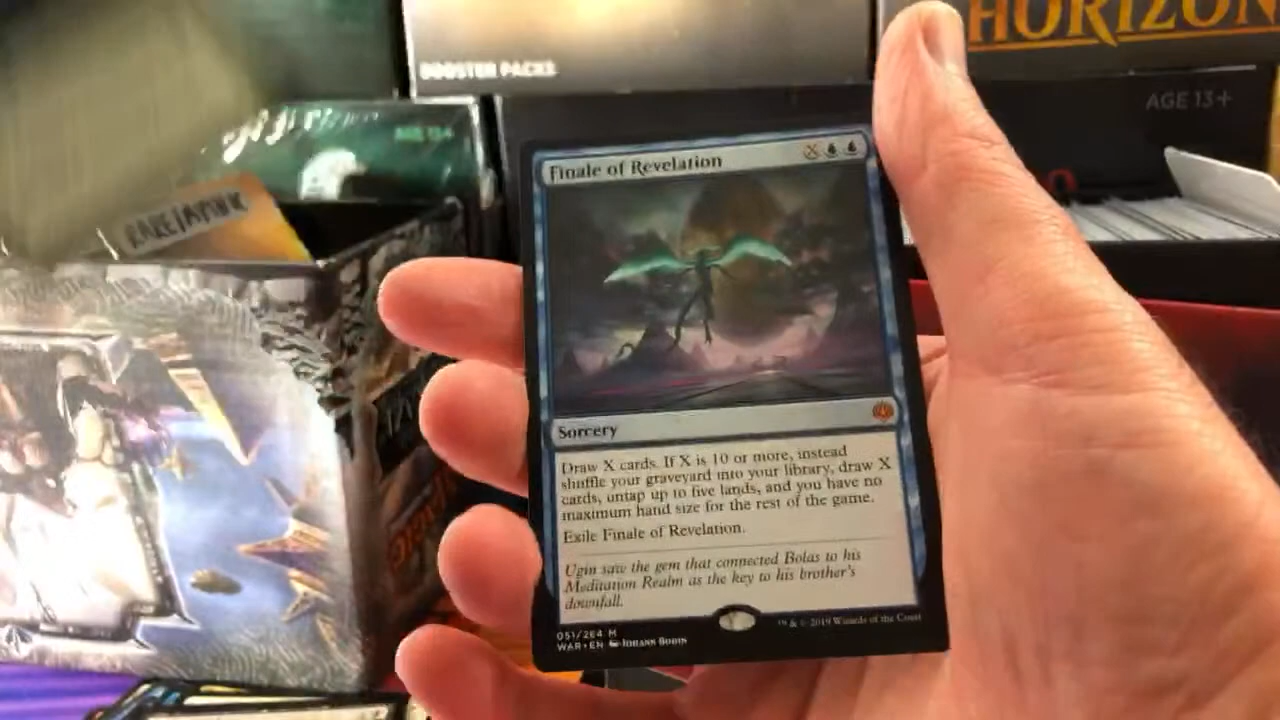 HORIZON
BOOSTER PACKS
AGE 13+
AGE 13+
Finale of Revelation
X
Sorcery
Draw X cards. If X is 10 or more, instead
shuffle your graveyard into your library, draw X
cards, untap up to five lands, and you have no
maximum hand size for the rest of the game.
Exile Finale of Revelation.
Ugin saw the gem that connected Bolas to his
Meditation Realm as the key to his brother's
downfall.
051/264 M
WAR • EN Johann Bodin
& © 2019 Wizards of the Coast